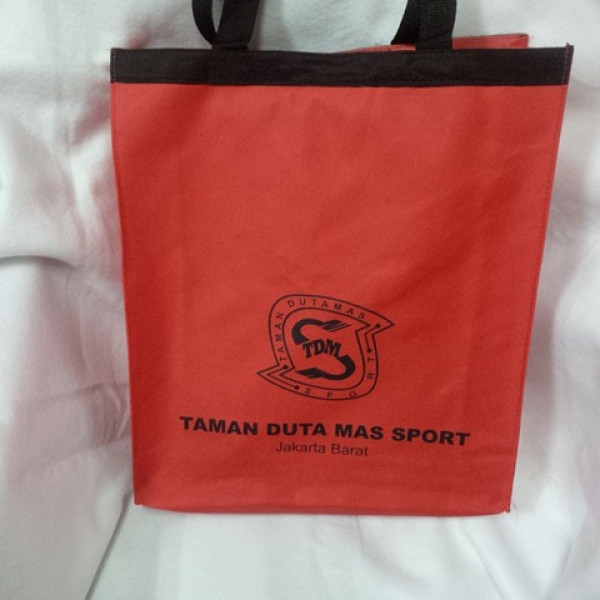 TAMAN DUTAMAS
TDM
SPORT
TAMAN DUTA MAS SPORT
Jakarta Barat